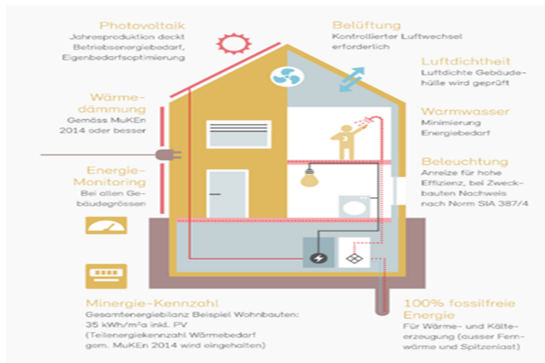 Photovoltaik
Jahresproduktion deckt
Betriebsenergiebedarf,
Eigenbedarfsoptimierung
Belüftung
Kontrollierter Luftwechsel
erforderlich
Luftdichtheit
Luftdichte Gebäude-
hülle wird geprüft
Wärme-
dämmung
Gemäss MuKEn
2014 oder besser
Warmwasser
Minimierung
Energiebedarf
Energie-
Monitoring
Bei allen Ge-
bäudegrössen
Beleuchtung
Anreize für hohe
Effizienz, bei Zweck-
bauten Nachweis
nach Norm SIA 387/4
Minergie-Kennzahl
Gesamtenergiebilanz Beispiel Wohnbauten:
35 kWh/m²a inkl. PV
(Teilenergiekennzahl Wärmebedarf
gem. MuKEn 2014 wird eingehalten)
100% fossilfreie
Energie
Für Wärme- und Kälte-
erzeugung (ausser Fern-
wärme und Spitzenlast)